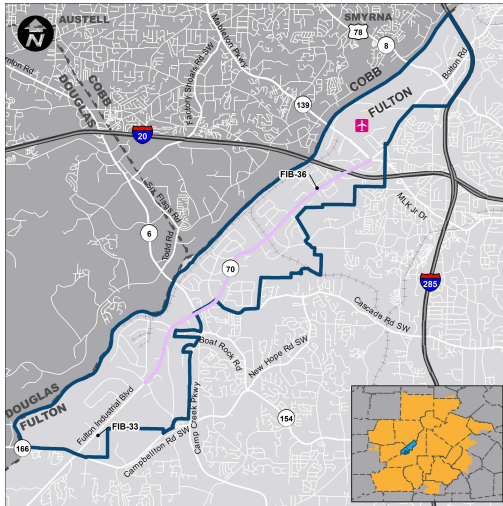 AUSTELL
SMYRNA
N
78
8
Bolton Rd
Maxham Pkwy
Factory Shoals Rd SW
COBB
DOUGLAS
COBB
FULTON
139
20
FIB-36
MLK Jr Dr
Six Flags Rd
6
Todd Rd
70
285
Cascade Rd SW
Boat Rock Rd
New Hope Rd SW
DOUGLAS
FULTON
Fulton Industrial Blvd
Camp Creek Pkwy
FIB-33
154
166
Campbellton Rd SW